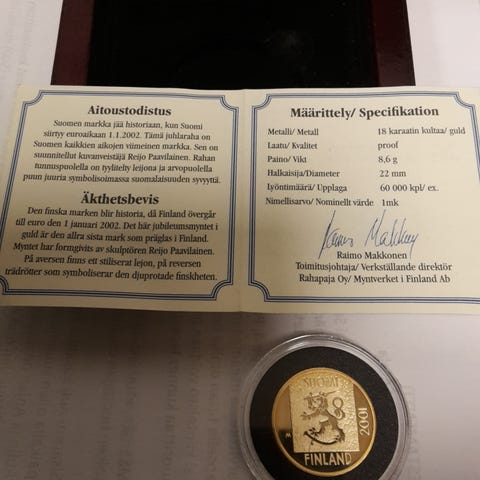 Aitoustodistus
Suomen markka jää historiaan, kun Suomi
siirtyy euroaikaan 1.1.2002. Tämä juhlaraha on
Suomen kaikkien aikojen viimeinen markka. Sen on
suunnitellut kuvanveistäjä Reijo Paavilainen. Rahan
tunnuspuolella on tyylitelty leijona ja arvopuolella
puun juuria symbolisoimassa suomalaisuuden syvyyttä.
Äkthetsbevis
Den finska marken blir historia, då Finland övergår
till euro den 1 januari 2002. Det här jubileumsmyntet i
guld är den allra sista mark som präglas i Finland.
Myntet har formgivits av skulptören Reijo Paavilainen.
På aversen finns ett stiliserat lejon, på reversen
trädrötter som symboliserar den djuprotade finskheten.
Määrittely/ Specifikation
Metalli/ Metall 18 karaatin kultaa/ guld
Laatu/ Kvalitet proof
Paino/ Vikt 8,6 g
Halkaisija/Diameter 22 mm
Lyöntimäärä/ Upplaga 60 000 kpl/ ex.
Nimellisarvo/ Nominellt värde 1mk
Raimo Makkonen
Raimo Makkonen
Toimitusjohtaja/ Verkställande direktör
Rahapaja Oy/ Myntverket i Finland Ab
SUOMI
2001
M
FINLAND